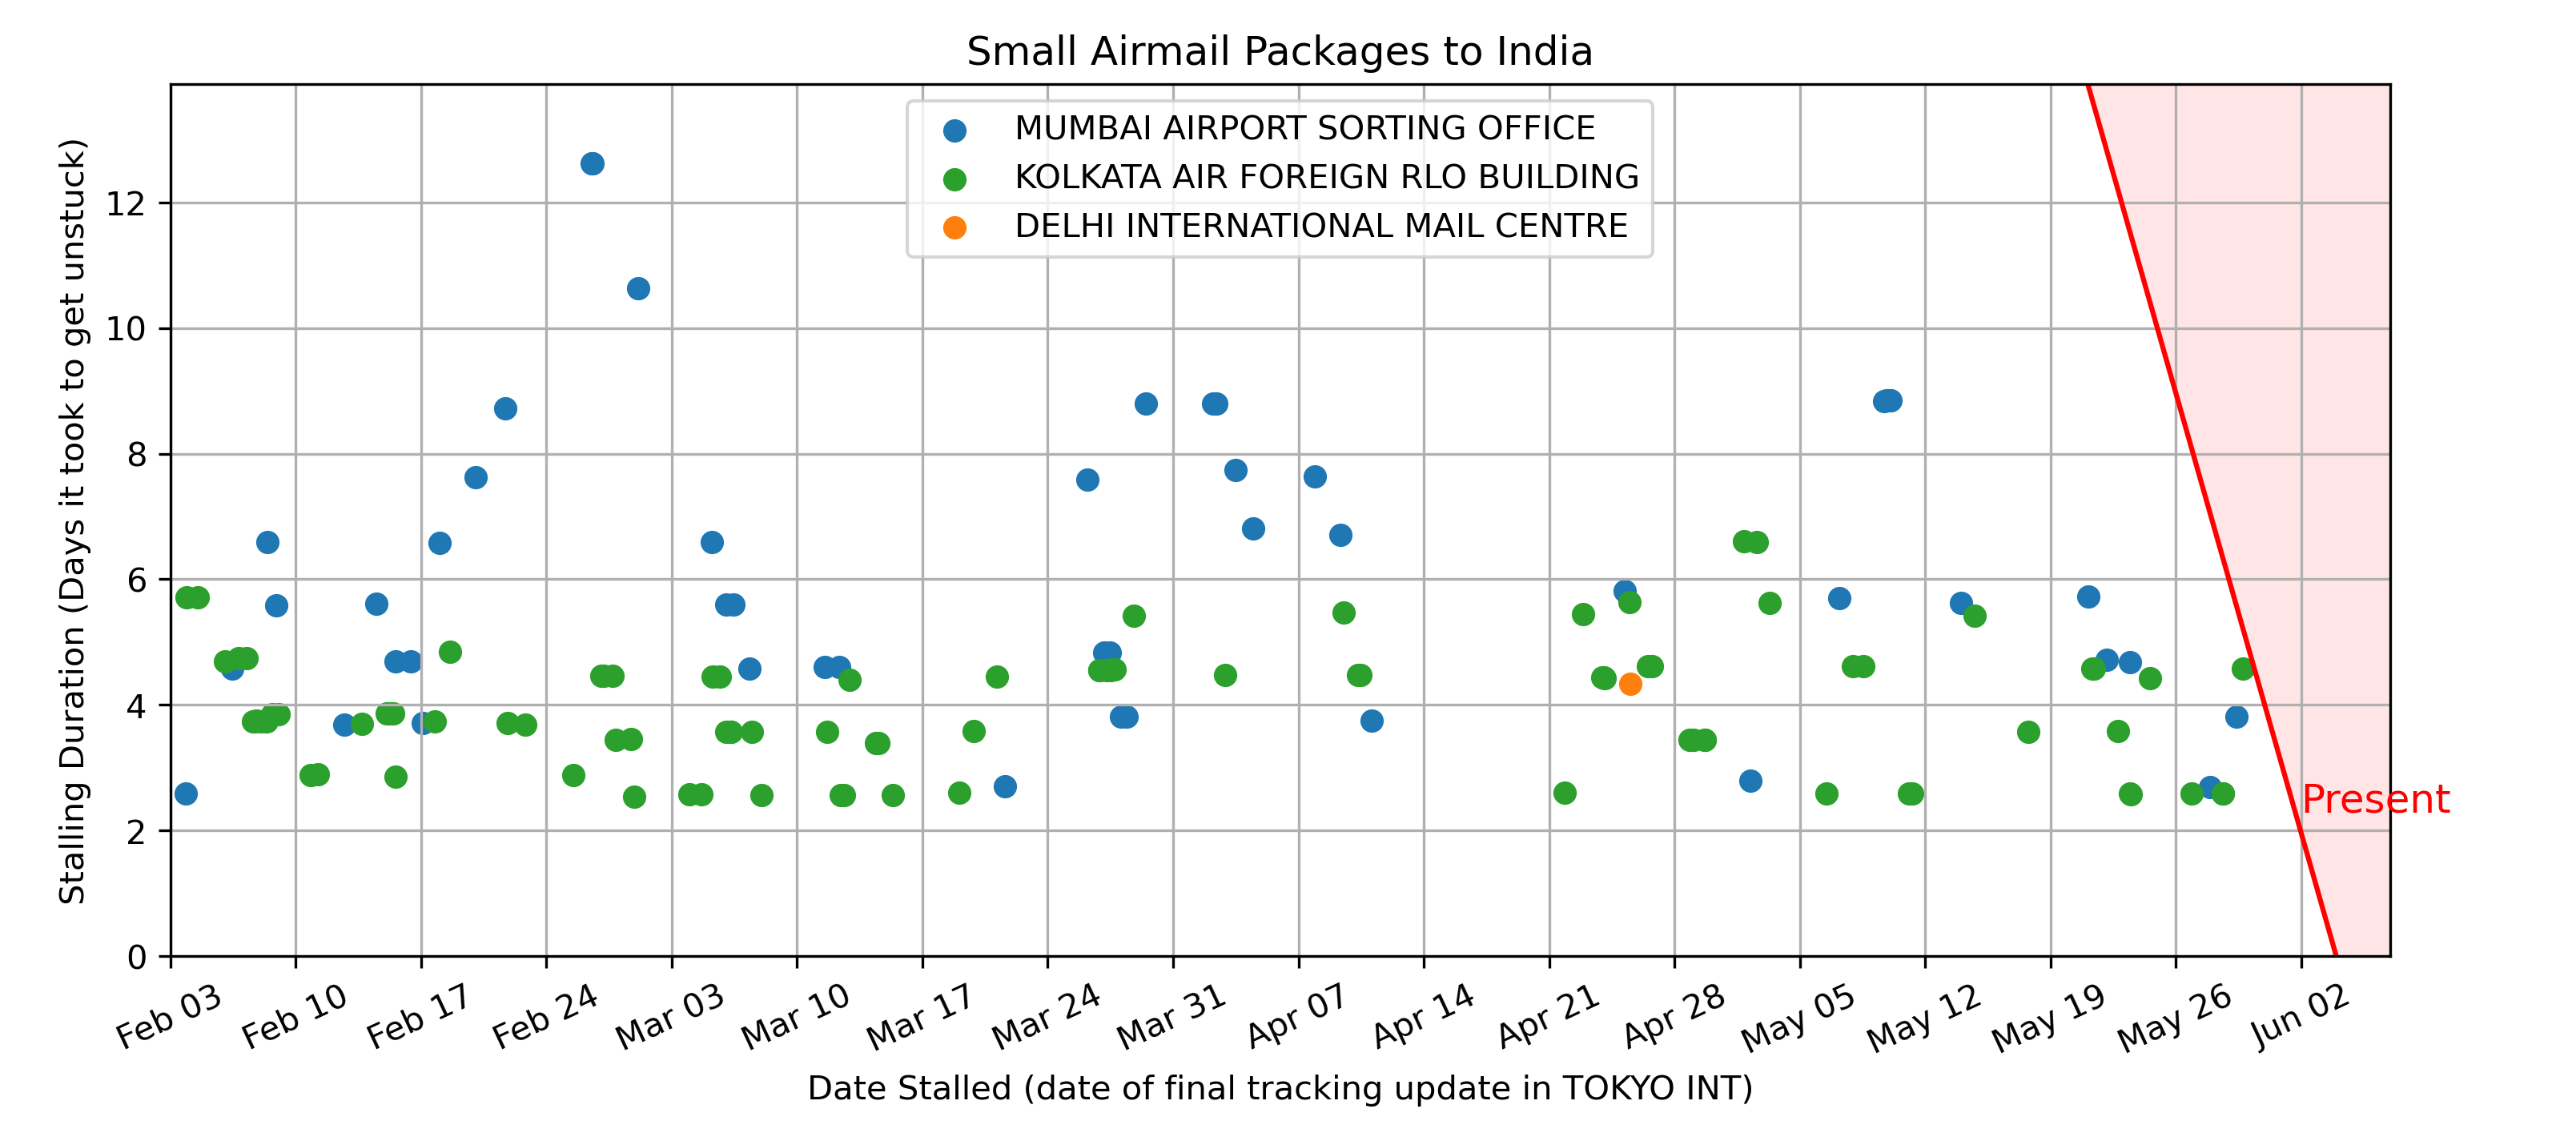 Small Airmail Packages to India
MUMBAI AIRPORT SORTING OFFICE
KOLKATA AIR FOREIGN RLO BUILDING
DELHI INTERNATIONAL MAIL CENTRE
Stalling Duration (Days it took to get unstuck)
12
10
8
6
4
2
0
Present
Feb 03
Feb 10
Feb 17
Feb 24
Mar 03
Mar 10
Mar 17
Mar 24
Mar 31
Apr 07
Apr 14
Apr 21
Apr 28
May 05
May 12
May 19
May 26
Jun 02
Date Stalled (date of final tracking update in TOKYO INT)